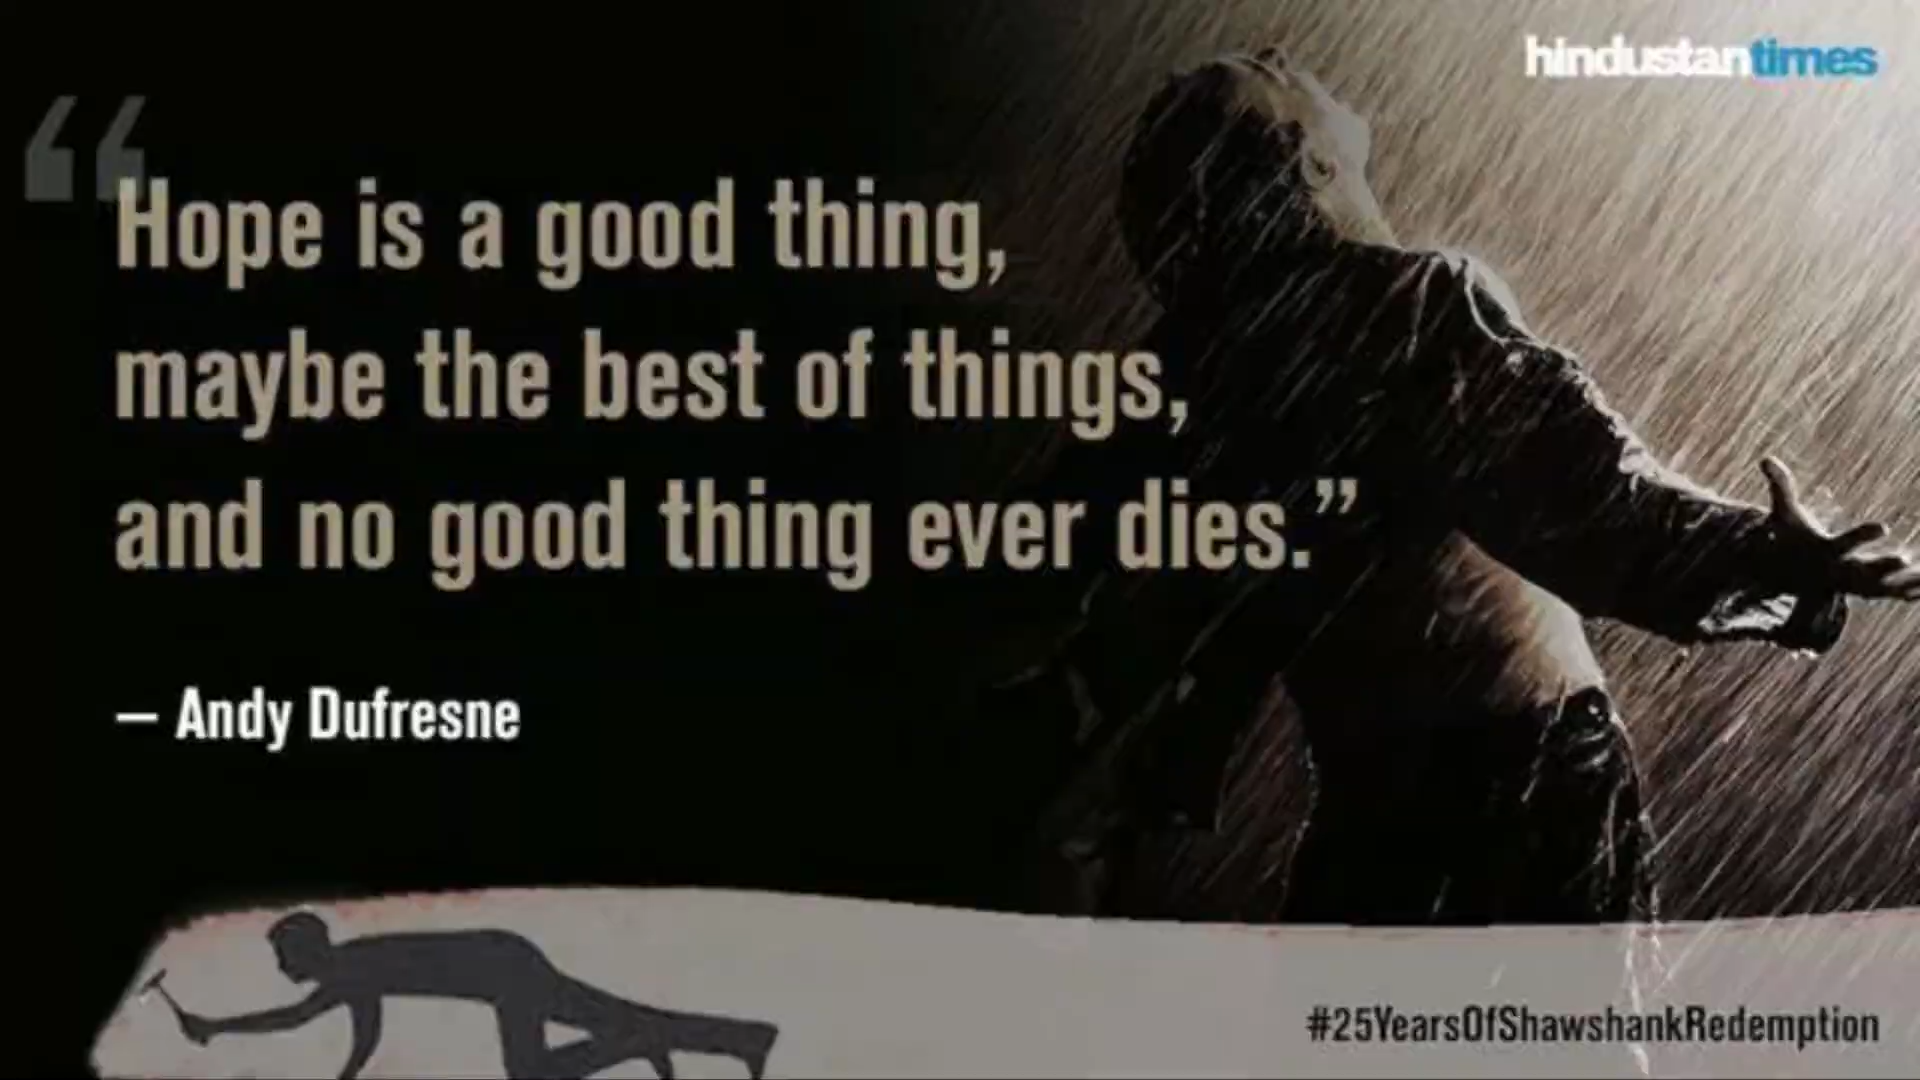 hindustantimes
“Hope is a good thing,
maybe the best of things,
and no good thing ever dies.”
– Andy Dufresne
#25YearsOfShawshankRedemption